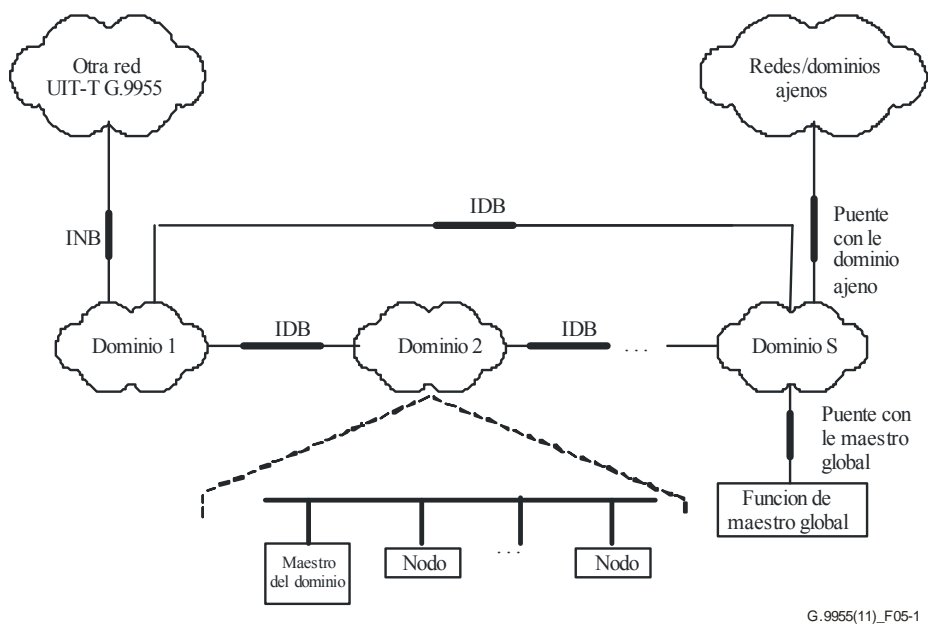 Otra red
UIT-T G.9955
Redes/dominios
ajenos
IDB
INB
Puente
con le
dominio
ajeno
Dominio 1
IDB
Dominio 2
IDB
...
Dominio S
Puente con
le maestro
global
Funcion de
maestro global
Maestro
del dominio
Nodo
...
Nodo
G.9955(11)_F05-1